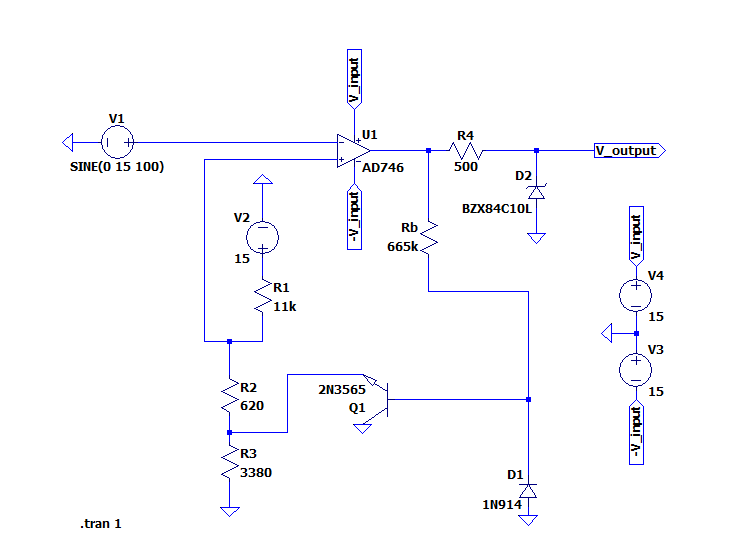 V_input
V1
SINE(0 15 100)
U1
AD746
R4
500
V_output
D2
BZX84C10L
-V_input
V2
15
Rb
665k
V_input
R1
11k
V4
15
V3
15
R2
620
2N3565
Q1
-V_input
R3
3380
D1
1N914
.tran 1